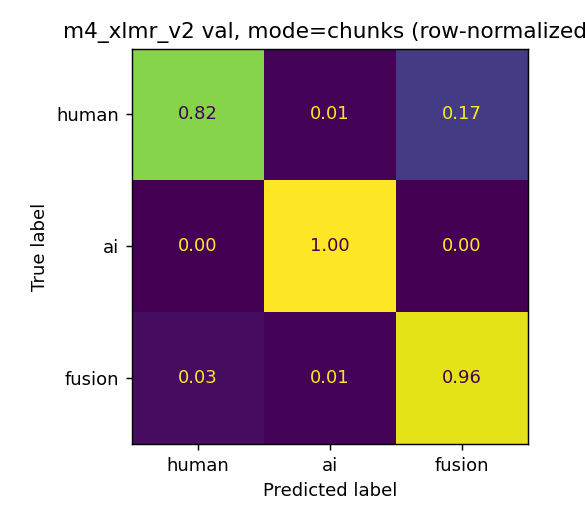 m4_xlmr_v2 val, mode=chunks (row-normalized
True label
human 0.82 0.01 0.17
ai 0.00 1.00 0.00
fusion 0.03 0.01 0.96
human ai fusion
Predicted label